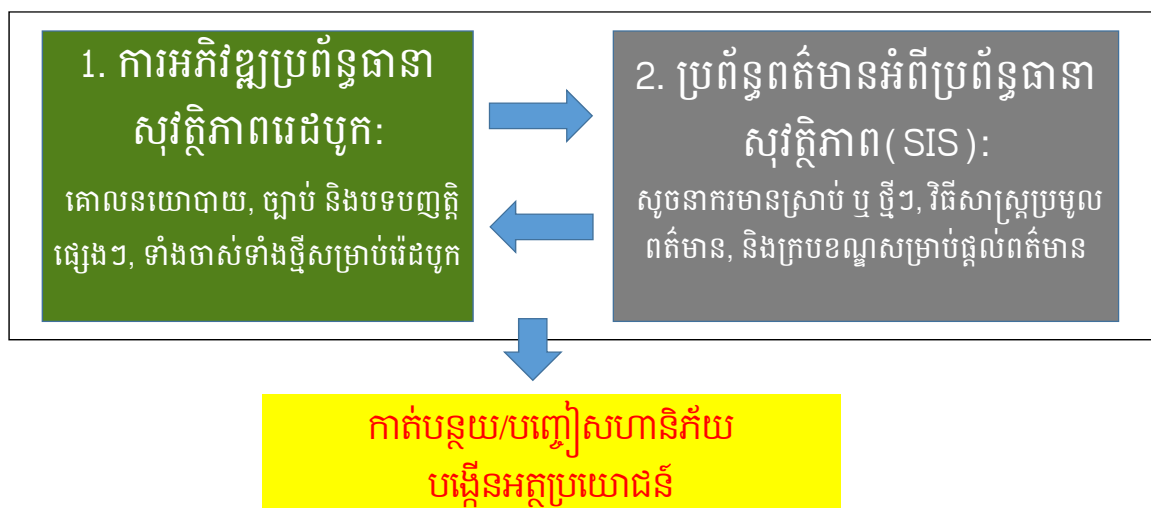 1. ការអភិវឌ្ឍប្រព័ន្ធធានា
សុវត្ថិភាពរេដបូក:
គោលនយោបាយ, ច្បាប់ និងបទបញ្ញត្តិ
ផ្សេងៗ, ទាំងចាស់ទាំងថ្មីសម្រាប់រ៉េដបូក
2. ប្រព័ន្ធពត៌មានអំពីប្រព័ន្ធធានា
សុវត្ថិភាព(SIS):
សូចនាករមានស្រាប់ ឬ ថ្មីៗ, វិធីសាស្ត្រប្រមូល
ពត៌មាន, និងក្របខណ្ឌសម្រាប់ផ្តល់ពត៌មាន
កាត់បន្ថយ/បញ្ចៀសហានិភ័យ
បង្កើនអត្ថប្រយោជន៍